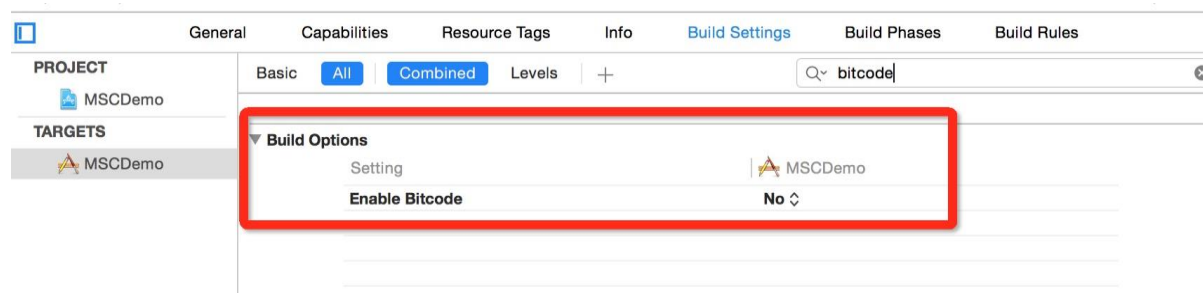 General Capabilities Resource Tags Info Build Settings Build Phases Build Rules
PROJECT
MSCDemo
TARGETS
MSCDemo
Basic All Combined Levels + bitcode
Build Options
Setting MSCDemo
Enable Bitcode No